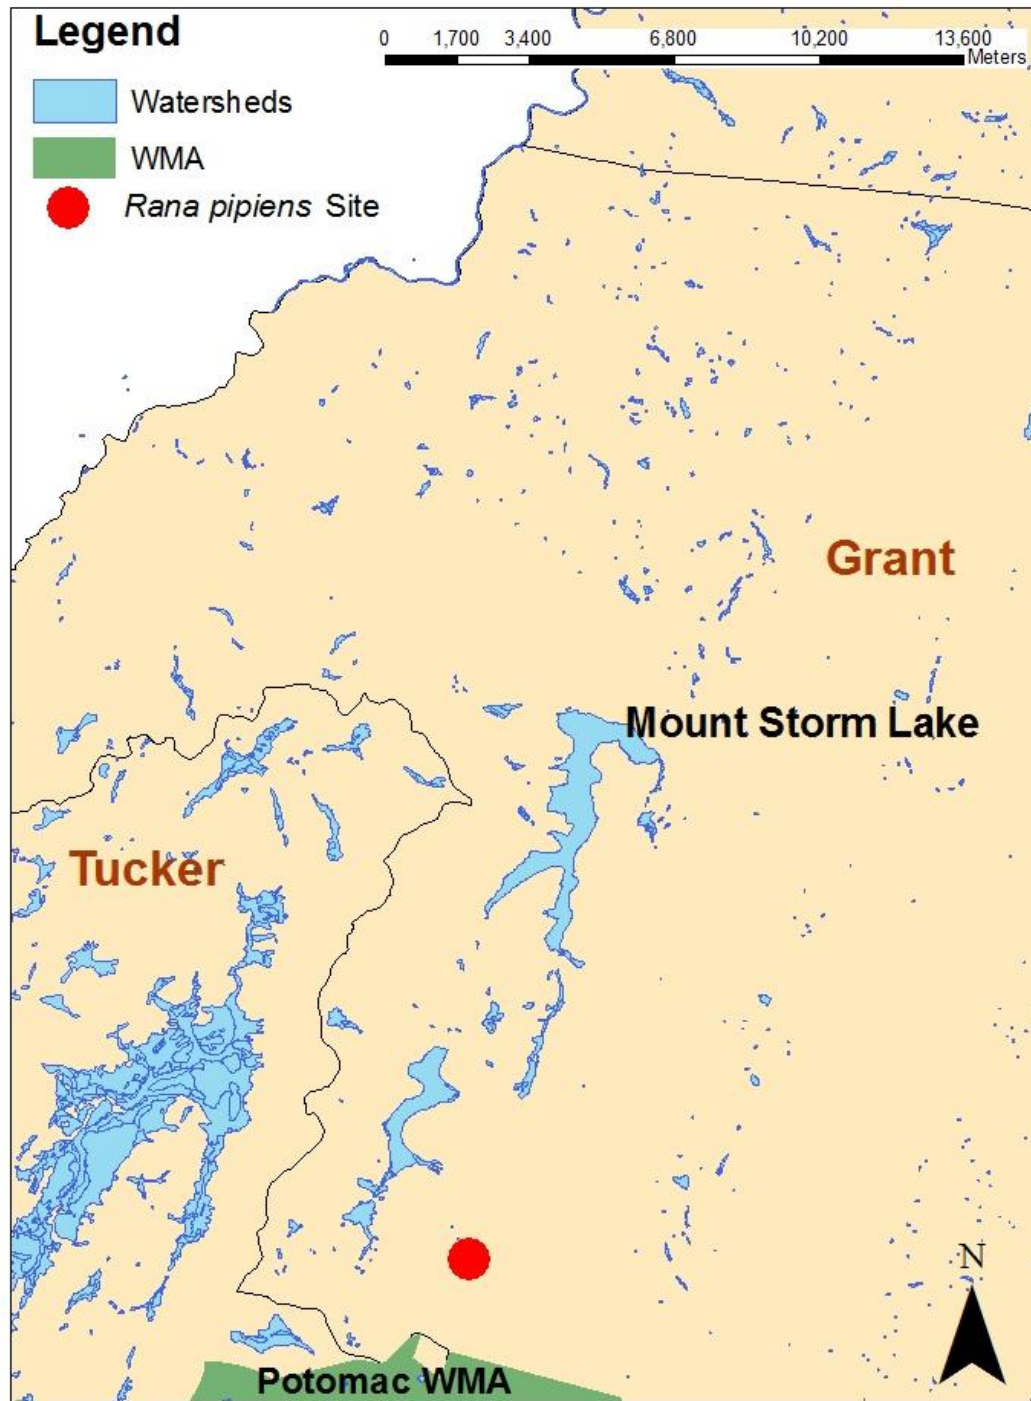 Legend
Watersheds
WMA
Rana pipiens Site
0 1,700 3,400 6,800 10,200 13,600
Meters
Grant
Mount Storm Lake
Tucker
N
Potomac WMA